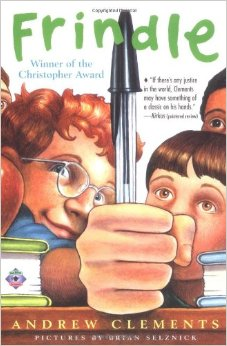 Frindle
Winner of the
Christopher Award
♦ "If there's any justice
in the world, Clements
may have something of
a classic on his hands."
—Kirkus (pointered review)
ANDREW CLEMENTS
PICTURES BY BRIAN SELZNICK